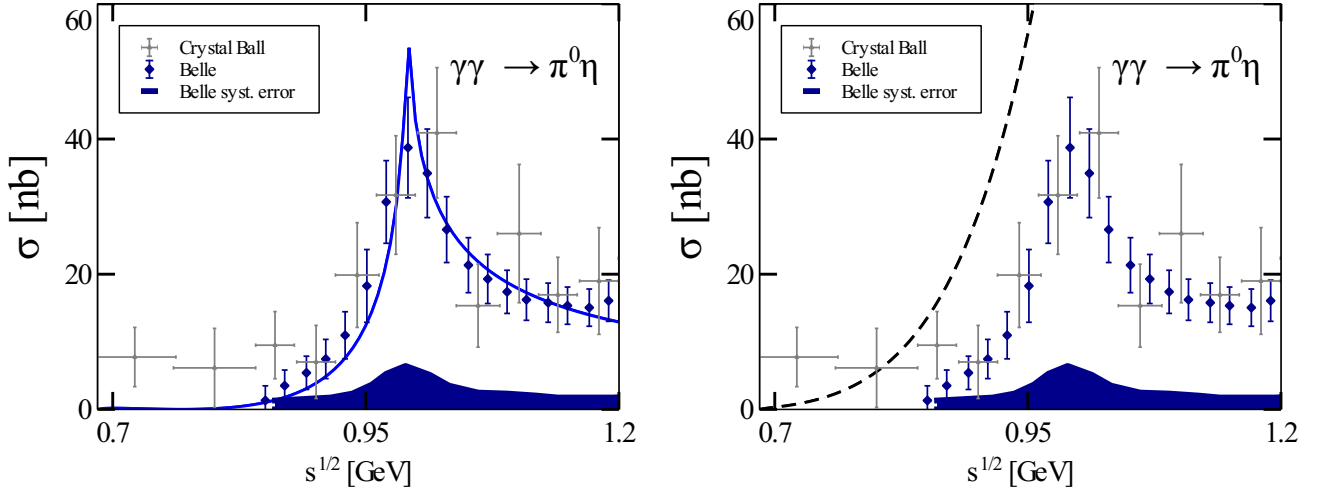 60
40
20
0
σ [nb]
Crystal Ball
Belle
Belle syst. error
γγ → π⁰η
0.7
0.95
1.2
s^1/2 [GeV]
60
40
20
0
σ [nb]
Crystal Ball
Belle
Belle syst. error
γγ → π⁰η
0.7
0.95
1.2
s^1/2 [GeV]